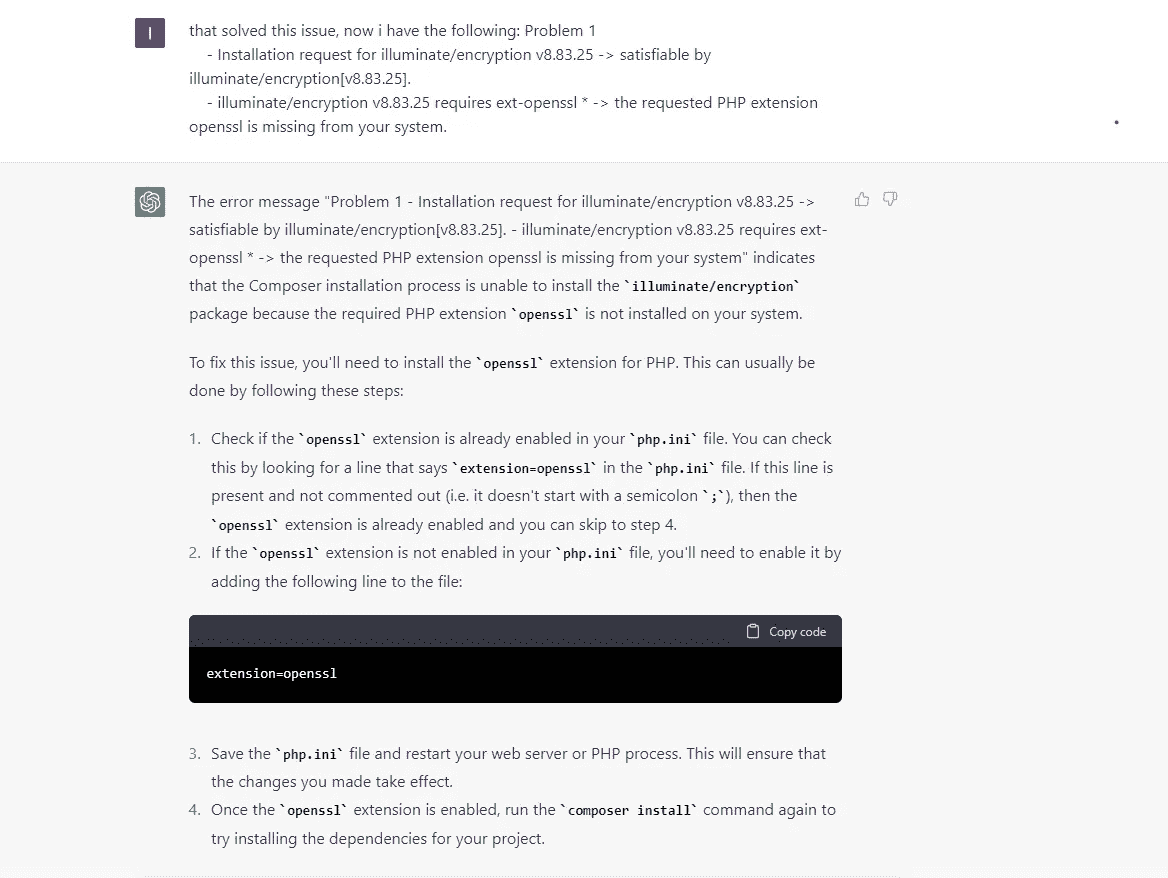 I
that solved this issue, now i have the following: Problem 1
- Installation request for illuminate/encryption v8.83.25 -> satisfiable by
illuminate/encryption[v8.83.25].
- illuminate/encryption v8.83.25 requires ext-openssl * -> the requested PHP extension
openssl is missing from your system.
The error message "Problem 1 - Installation request for illuminate/encryption v8.83.25 ->
satisfiable by illuminate/encryption[v8.83.25]. - illuminate/encryption v8.83.25 requires ext-
openssl * -> the requested PHP extension openssl is missing from your system" indicates
that the Composer installation process is unable to install the `illuminate/encryption`
package because the required PHP extension `openssl` is not installed on your system.
To fix this issue, you'll need to install the `openssl` extension for PHP. This can usually be
done by following these steps:
1. Check if the `openssl` extension is already enabled in your `php.ini` file. You can check
this by looking for a line that says `extension=openssl` in the `php.ini` file. If this line is
present and not commented out (i.e. it doesn't start with a semicolon `;`), then the
`openssl` extension is already enabled and you can skip to step 4.
2. If the `openssl` extension is not enabled in your `php.ini` file, you'll need to enable it by
adding the following line to the file:
Copy code
extension=openssl
3. Save the `php.ini` file and restart your web server or PHP process. This will ensure that
the changes you made take effect.
4. Once the `openssl` extension is enabled, run the `composer install` command again to
try installing the dependencies for your project.